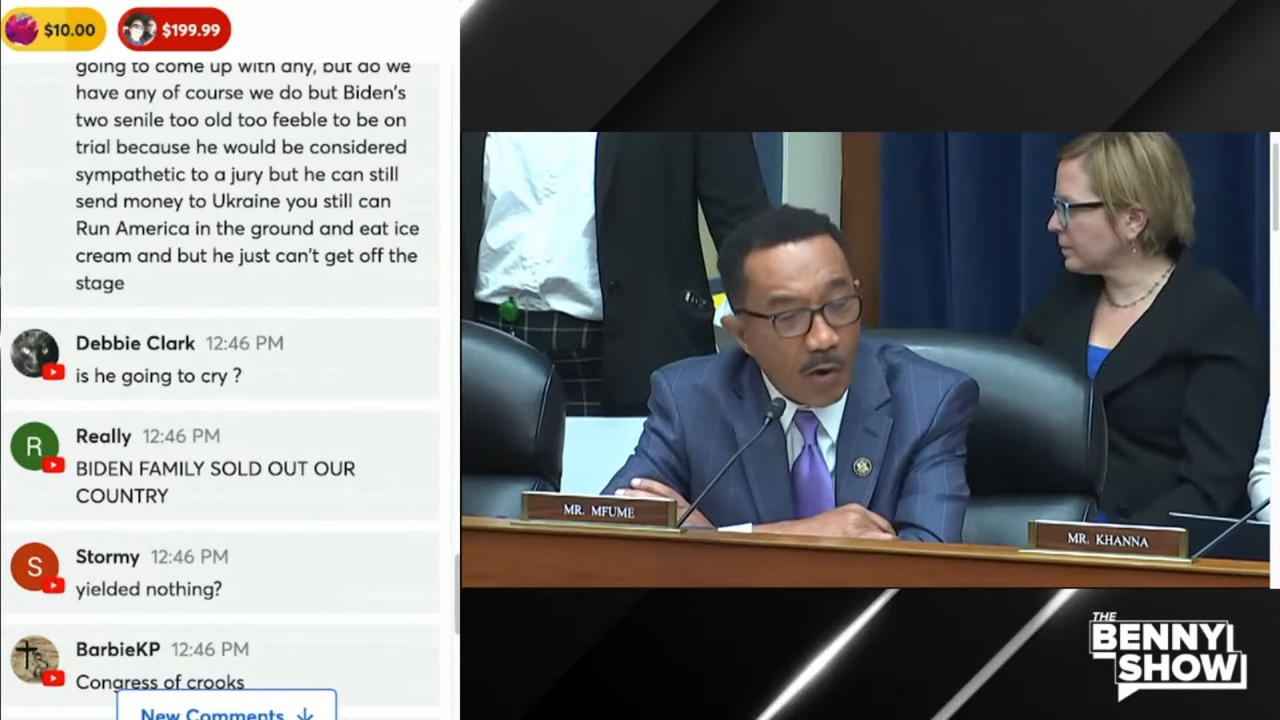 $10.00
$199.99
going to come up with any, but do we
have any of course we do but Biden's
two senile too old too feeble to be on
trial because he would be considered
sympathetic to a jury but he can still
send money to Ukraine you still can
Run America in the ground and eat ice
cream and but he just can't get off the
stage
Debbie Clark 12:46 PM
is he going to cry ?
R
Really 12:46 PM
BIDEN FAMILY SOLD OUT OUR
COUNTRY
S
Stormy 12:46 PM
yielded nothing?
BarbieKP 12:46 PM
Congress of crooks
New Comments
MR. MFUME
MR. KHANNA
THE
BENNY
SHOW